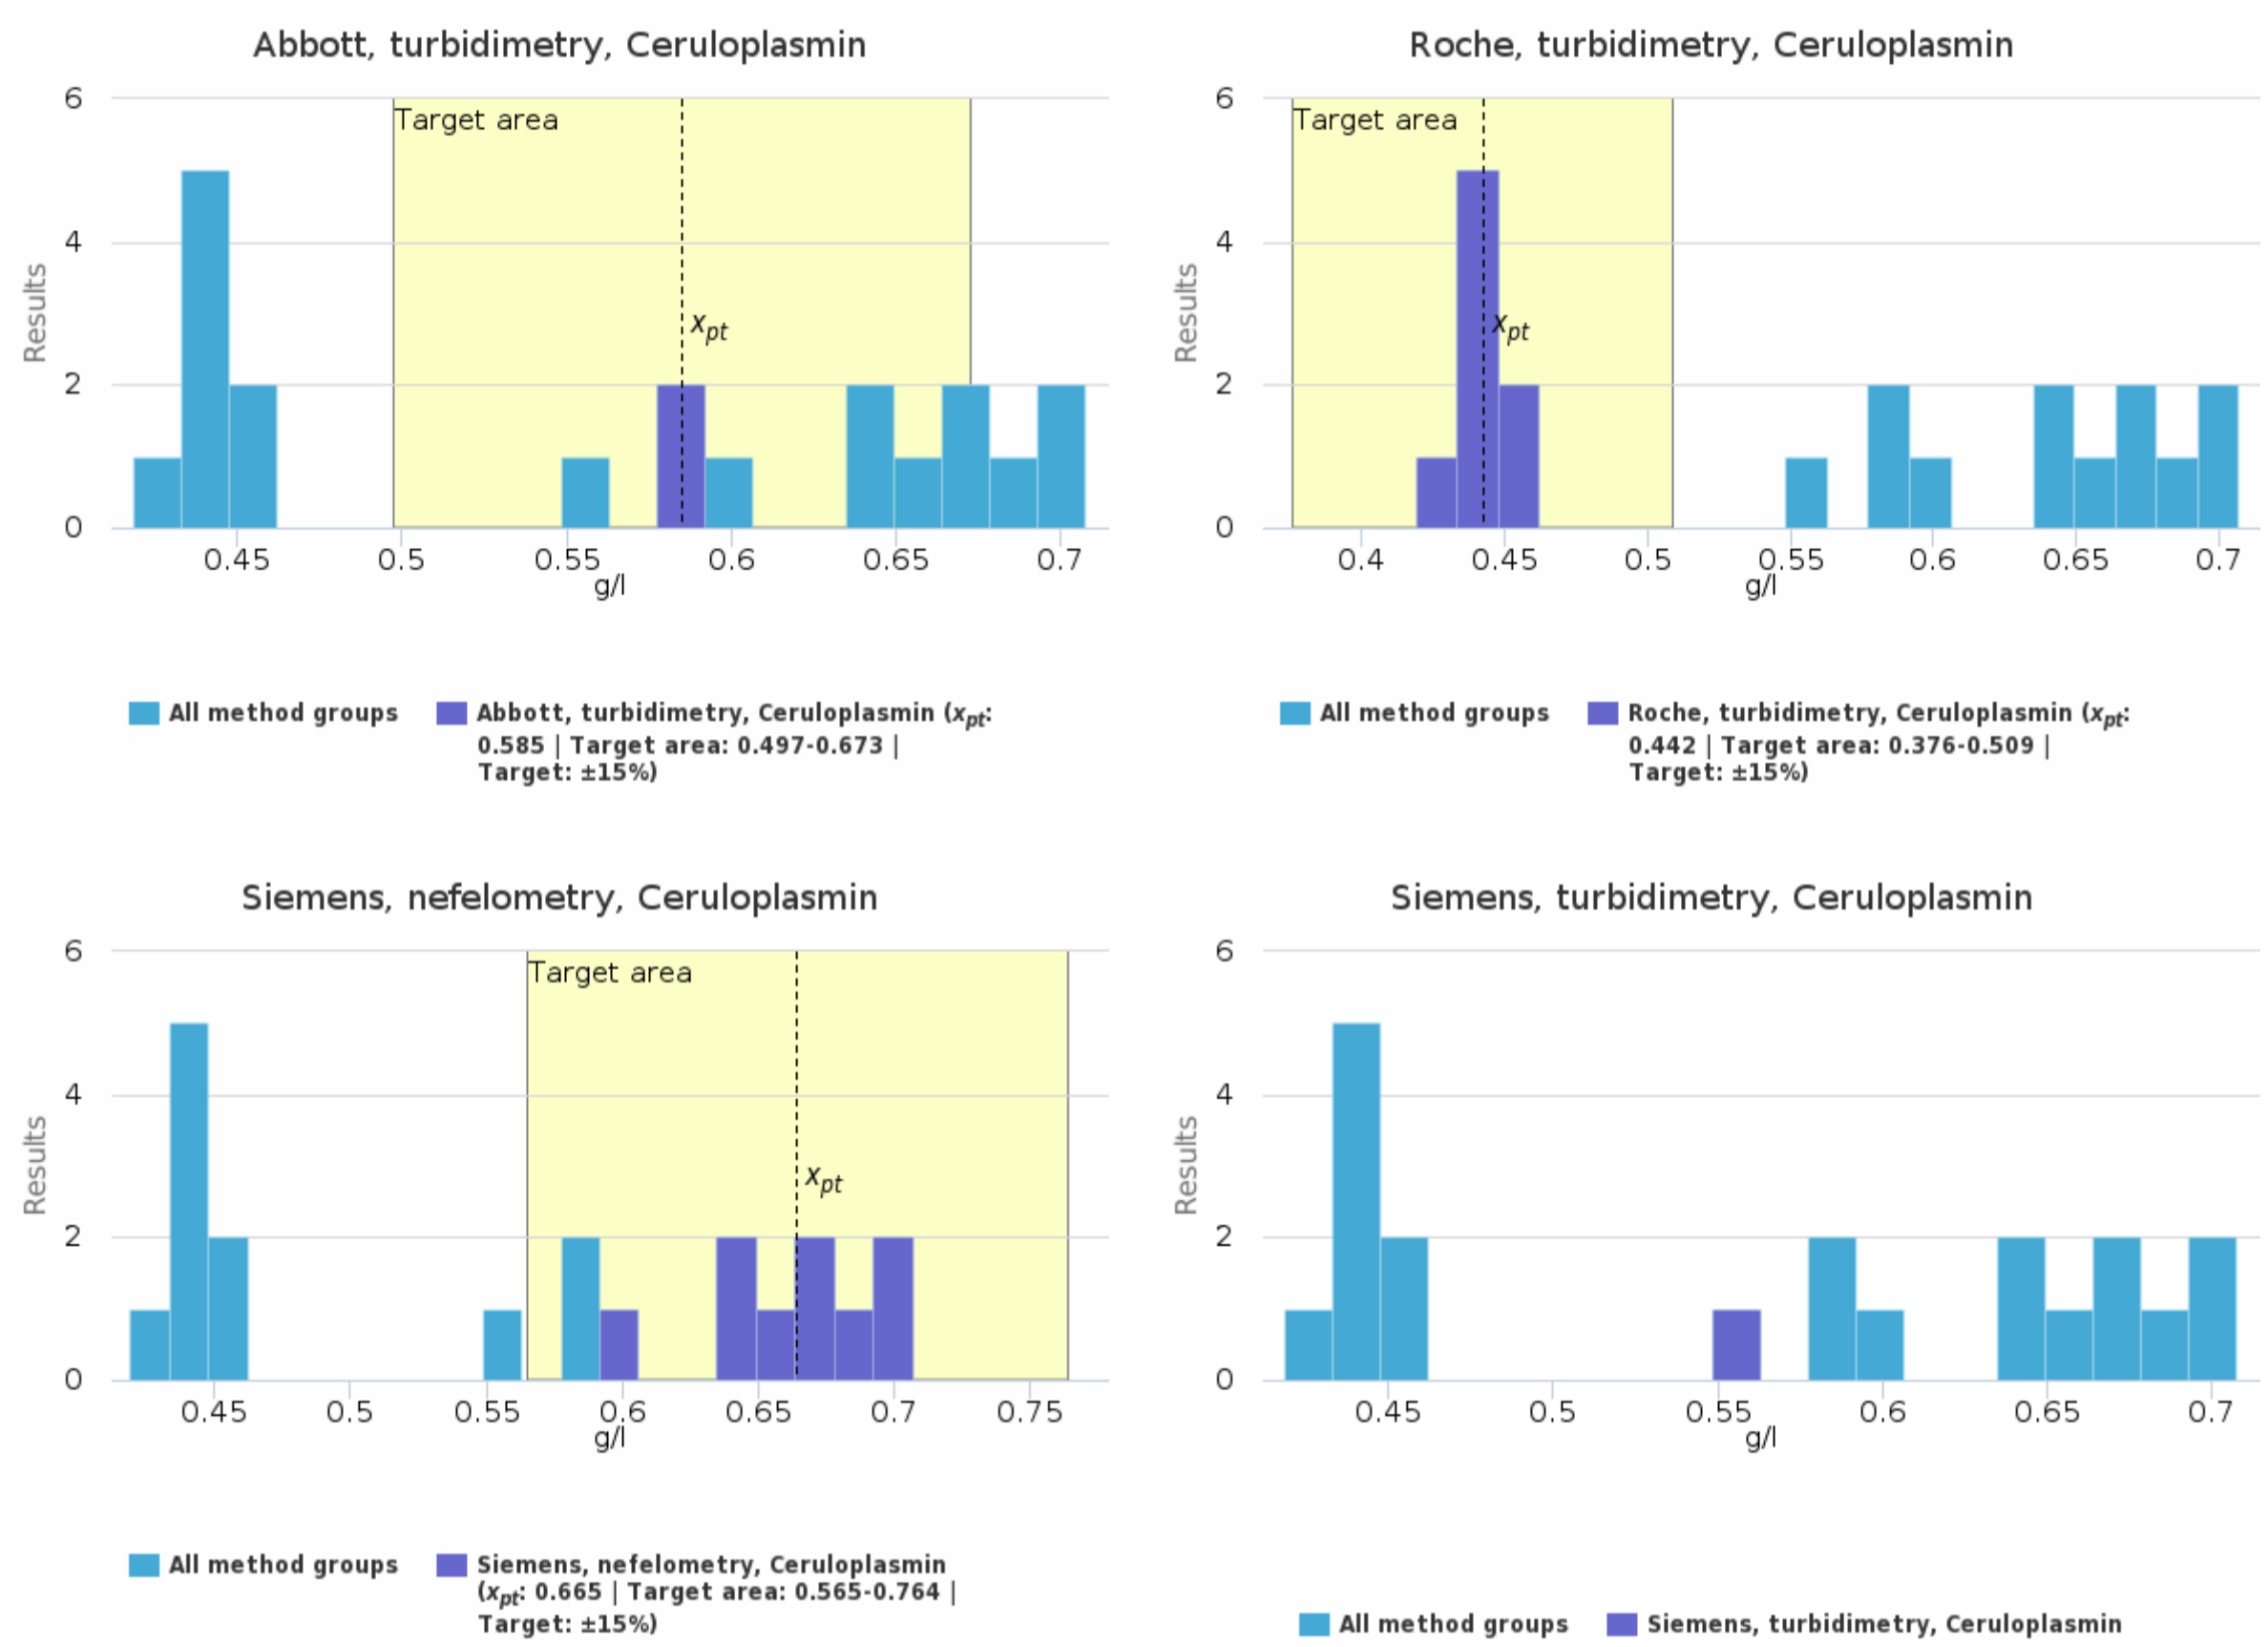 Abbott, turbidimetry, Ceruloplasmin
6
Target area
4
Results
x_pt
2
0
0.45 0.5 0.55 0.6 0.65 0.7
g/l
All method groups
Abbott, turbidimetry, Ceruloplasmin (x_pt:
0.585 | Target area: 0.497-0.673 |
Target: ±15%)
Roche, turbidimetry, Ceruloplasmin
6
Target area
4
Results
x_pt
2
0
0.4 0.45 0.5 0.55 0.6 0.65 0.7
g/l
All method groups
Roche, turbidimetry, Ceruloplasmin (x_pt:
0.442 | Target area: 0.376-0.509 |
Target: ±15%)
Siemens, nefelometry, Ceruloplasmin
6
Target area
4
Results
x_pt
2
0
0.45 0.5 0.55 0.6 0.65 0.7 0.75
g/l
All method groups
Siemens, nefelometry, Ceruloplasmin
(x_pt: 0.665 | Target area: 0.565-0.764 |
Target: ±15%)
Siemens, turbidimetry, Ceruloplasmin
6
4
Results
2
0
0.45 0.5 0.55 0.6 0.65 0.7
g/l
All method groups
Siemens, turbidimetry, Ceruloplasmin